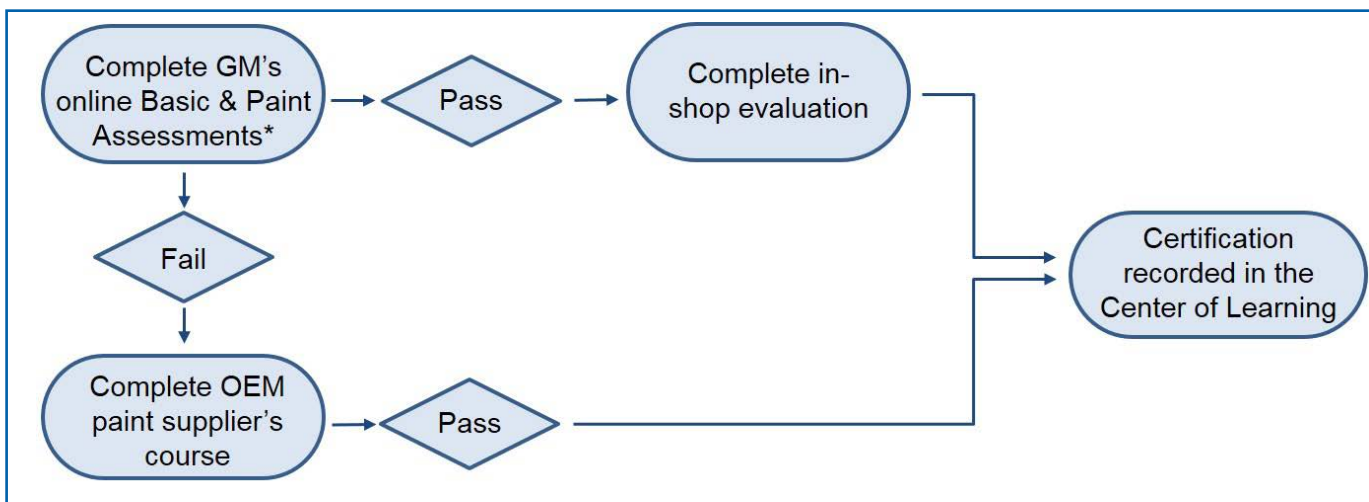 Complete GM's
online Basic & Paint
Assessments*
Pass
Complete in-
shop evaluation
Fail
Certification
recorded in the
Center of Learning
Complete OEM
paint supplier's
course
Pass